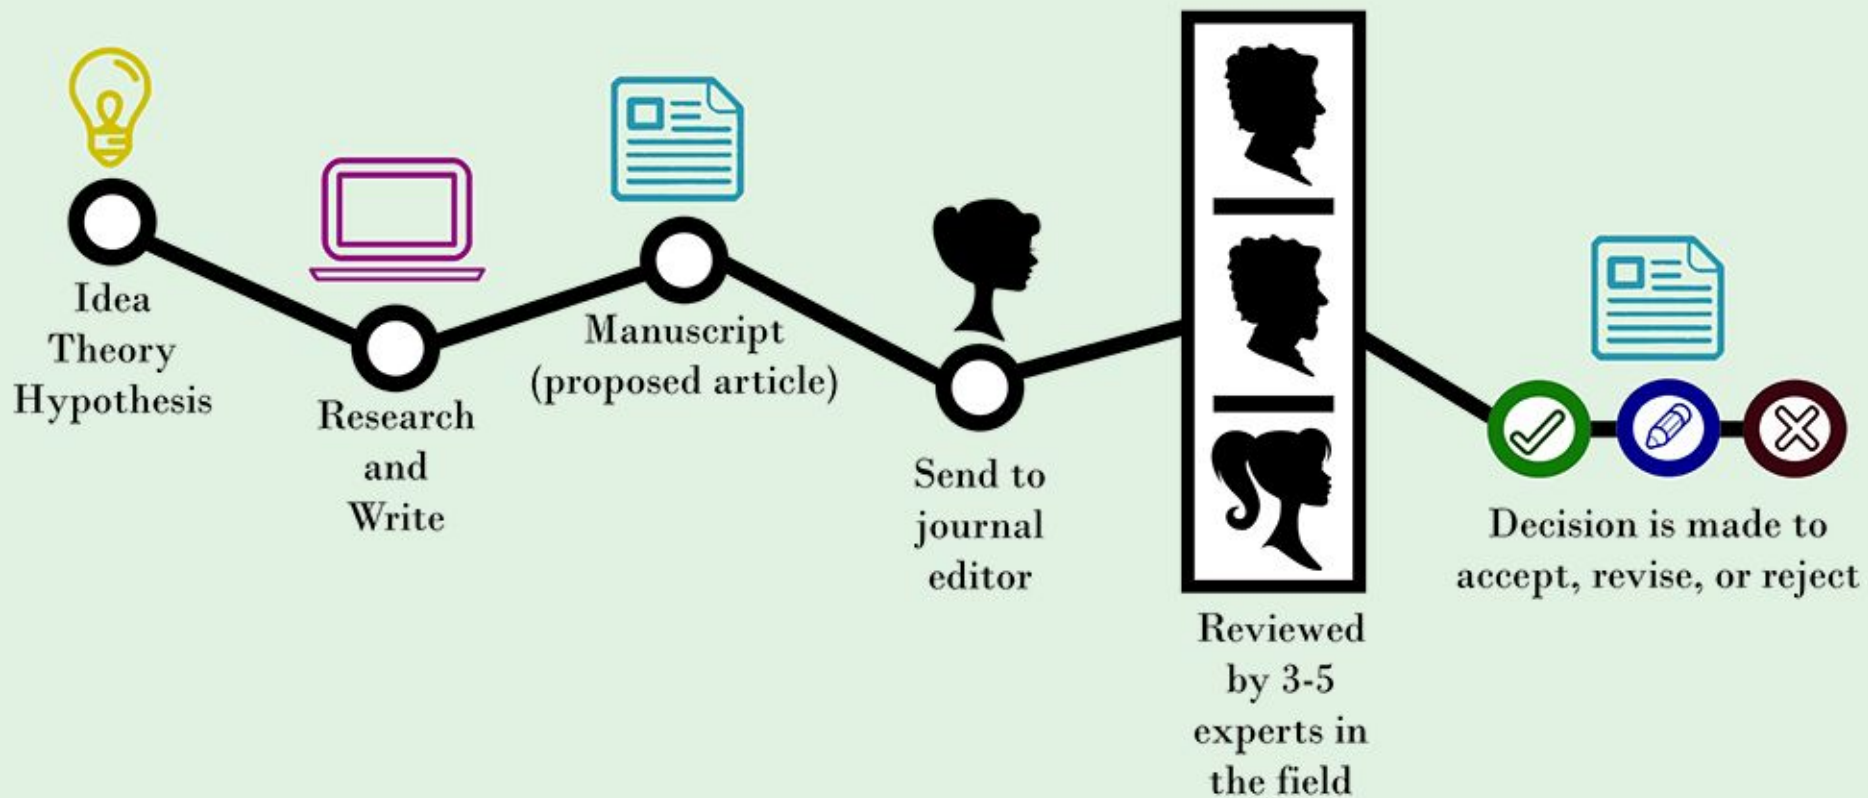 Idea
Theory
Hypothesis
Research
and
Write
Manuscript
(proposed article)
Send to
journal
editor
Reviewed
by 3-5
experts in
the field
Decision is made to
accept, revise, or reject